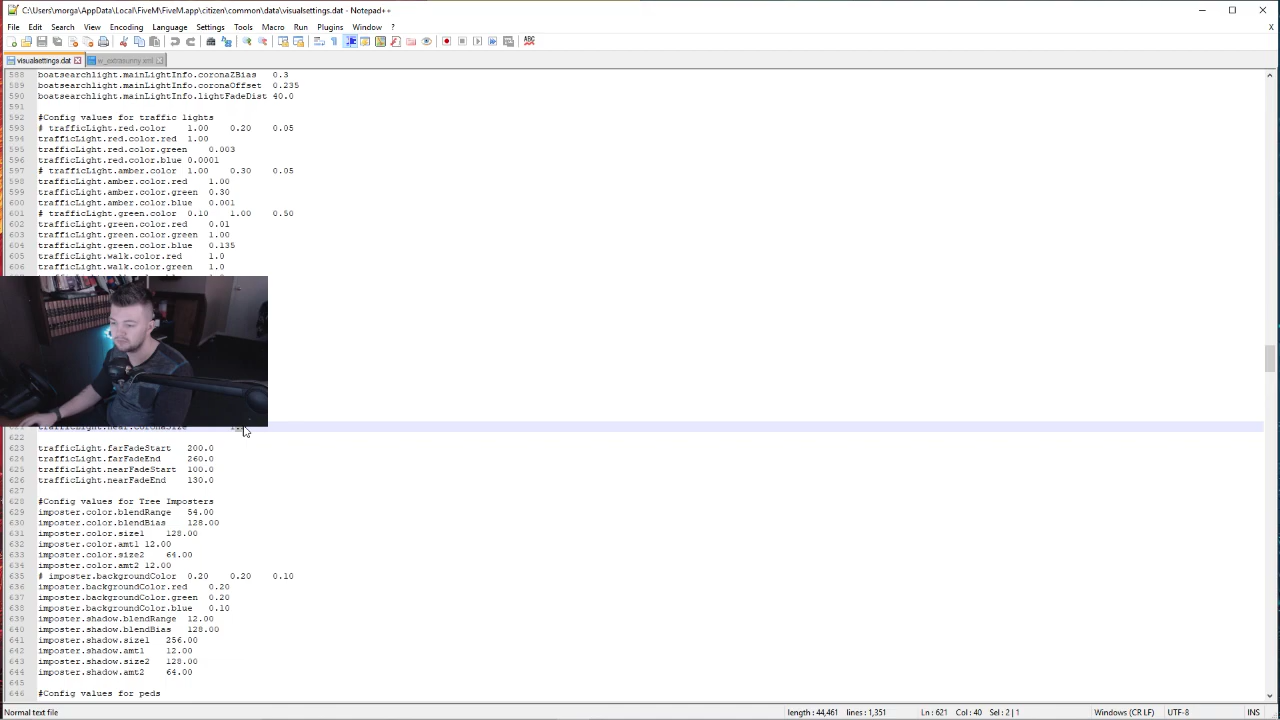 C:\Users\morga\AppData\Local\FiveM\FiveM.app\citizen\common\data\visualsettings.dat - Notepad++
File Edit Search View Encoding Language Settings Tools Macro Run Plugins Window ? X
visualsettings.dat w_extrasunny.xml
588 boatsearchlight.mainLightInfo.coronaZBias 0.3
589 boatsearchlight.mainLightInfo.coronaOffset 0.235
590 boatsearchlight.mainLightInfo.lightFadeDist 40.0
591
592 #Config values for traffic lights
593 # trafficLight.red.color 1.00 0.20 0.05
594 trafficLight.red.color.red 1.00
595 trafficLight.red.color.green 0.003
596 trafficLight.red.color.blue 0.0001
597 # trafficLight.amber.color 1.00 0.30 0.05
598 trafficLight.amber.color.red 1.00
599 trafficLight.amber.color.green 0.30
600 trafficLight.amber.color.blue 0.001
601 # trafficLight.green.color 0.10 1.00 0.50
602 trafficLight.green.color.red 0.01
603 trafficLight.green.color.green 1.00
604 trafficLight.green.color.blue 0.135
605 trafficLight.walk.color.red 1.0
606 trafficLight.walk.color.green 1.0
trafficLight.near.coronaSize
622
623 trafficLight.farFadeStart 200.0
624 trafficLight.farFadeEnd 260.0
625 trafficLight.nearFadeStart 100.0
626 trafficLight.nearFadeEnd 130.0
627
628 #Config values for Tree Imposters
629 imposter.color.blendRange 54.00
630 imposter.color.blendBias 128.00
631 imposter.color.size1 128.00
632 imposter.color.amt1 12.00
633 imposter.color.size2 64.00
634 imposter.color.amt2 12.00
635 # imposter.backgroundColor 0.20 0.20 0.10
636 imposter.backgroundColor.red 0.20
637 imposter.backgroundColor.green 0.20
638 imposter.backgroundColor.blue 0.10
639 imposter.shadow.blendRange 12.00
640 imposter.shadow.blendBias 128.00
641 imposter.shadow.size1 256.00
642 imposter.shadow.amt1 12.00
643 imposter.shadow.size2 128.00
644 imposter.shadow.amt2 64.00
645
646 #Config values for peds
Normal text file length : 44,461 lines : 1,351 Ln : 621 Col : 40 Sel : 2 | 1 Windows (CR LF) UTF-8 INS